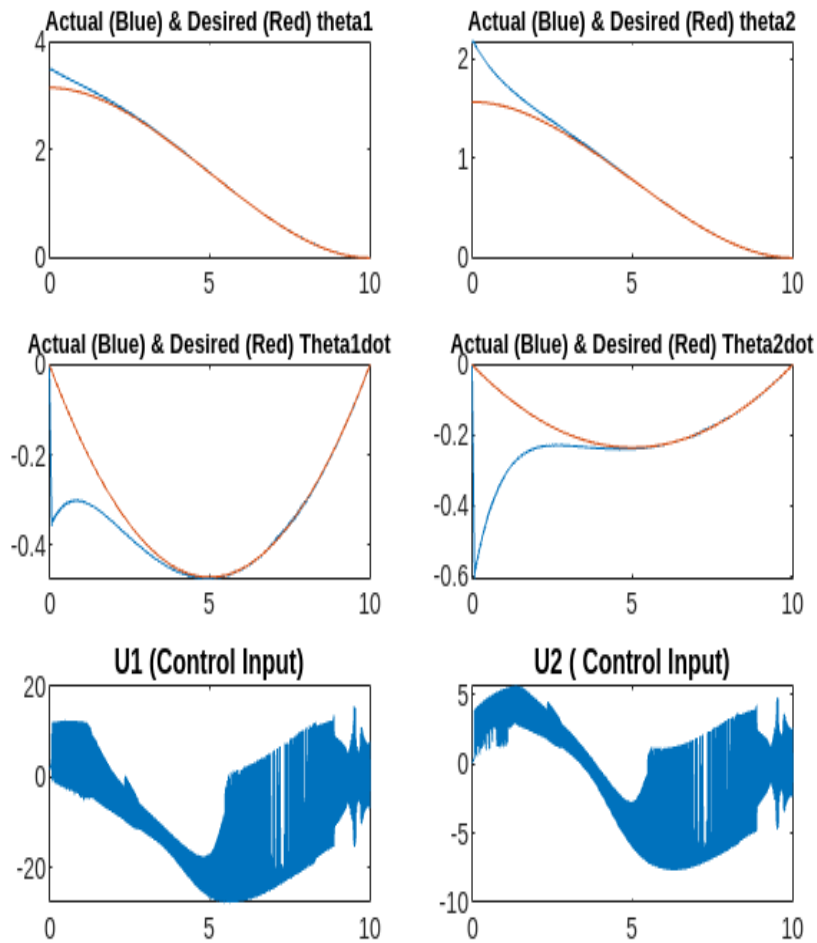 Actual (Blue) & Desired (Red) theta1
4
2
0
0 5 10
Actual (Blue) & Desired (Red) theta2
2
1
0
0 5 10
Actual (Blue) & Desired (Red) Theta1dot
0
-0.2
-0.4
0 5 10
Actual (Blue) & Desired (Red) Theta2dot
0
-0.2
-0.4
-0.6
0 5 10
U1 (Control Input)
20
0
-20
0 5 10
U2 ( Control Input)
5
0
-5
-10
0 5 10